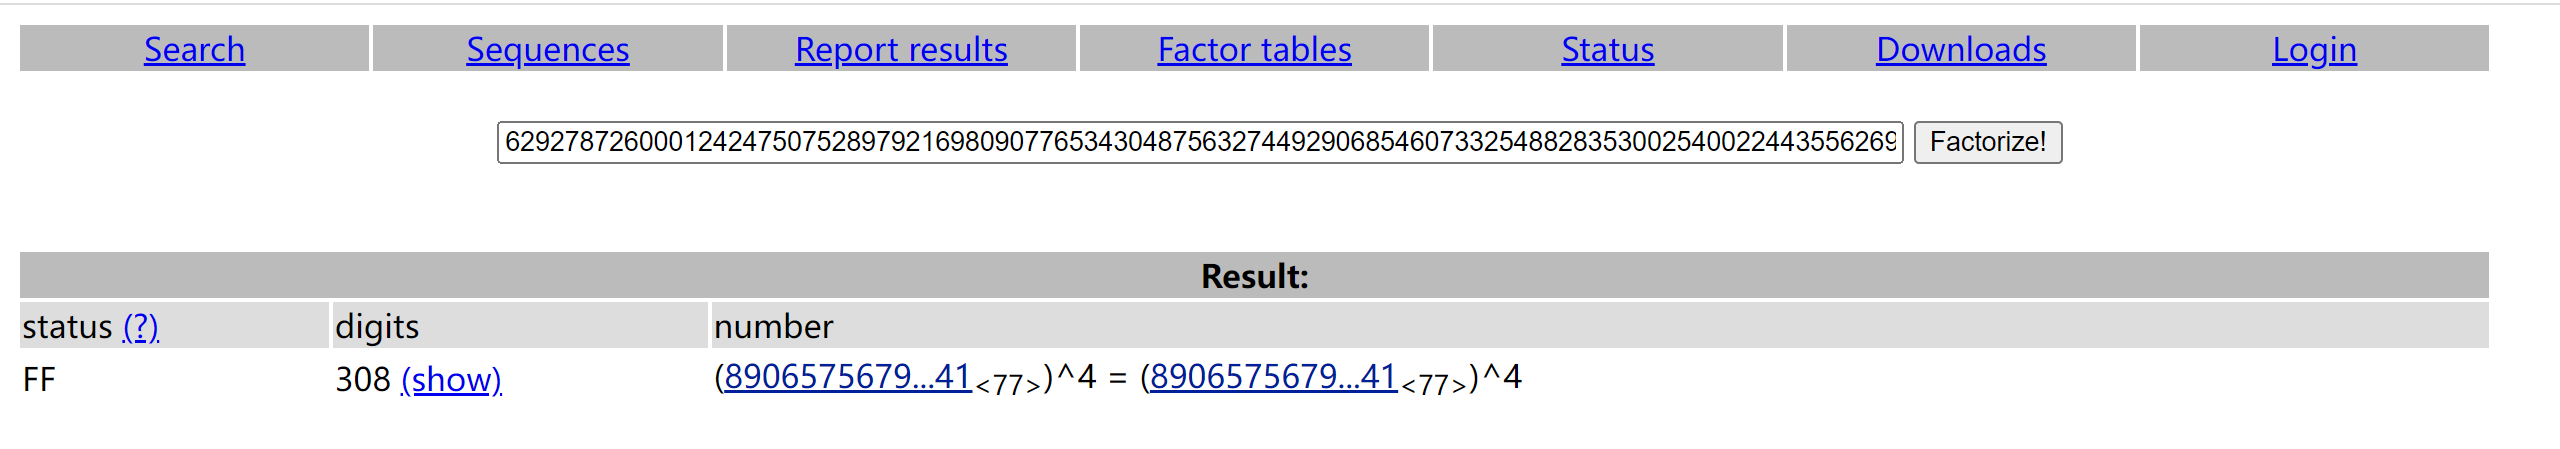 Search Sequences Report results Factor tables Status Downloads Login
6292787260001242475075289792169809077653430487563274492906854607332548828353002540022443556269 Factorize!
Result:
status (?) digits number
FF 308 (show) (8906575679...41<77>)^4 = (8906575679...41<77>)^4